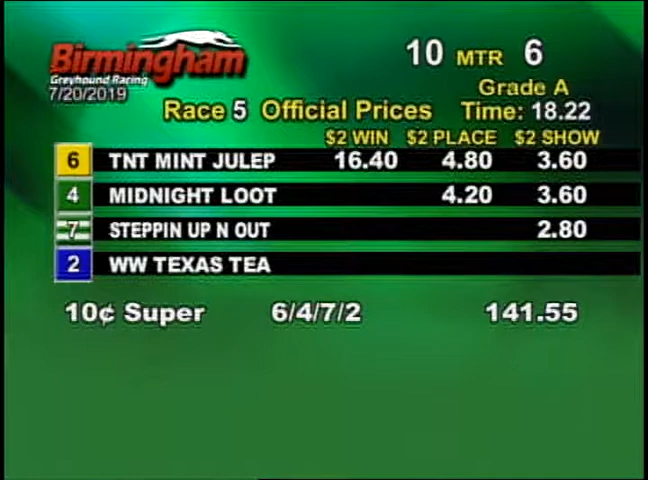 Birmingham
Greyhound Racing
7/20/2019
10 MTR 6
Grade A
Race 5 Official Prices Time: 18.22
$2 WIN $2 PLACE $2 SHOW
6 TNT MINT JULEP 16.40 4.80 3.60
4 MIDNIGHT LOOT 4.20 3.60
7 STEPPIN UP N OUT 2.80
2 WW TEXAS TEA
10¢ Super 6/4/7/2 141.55